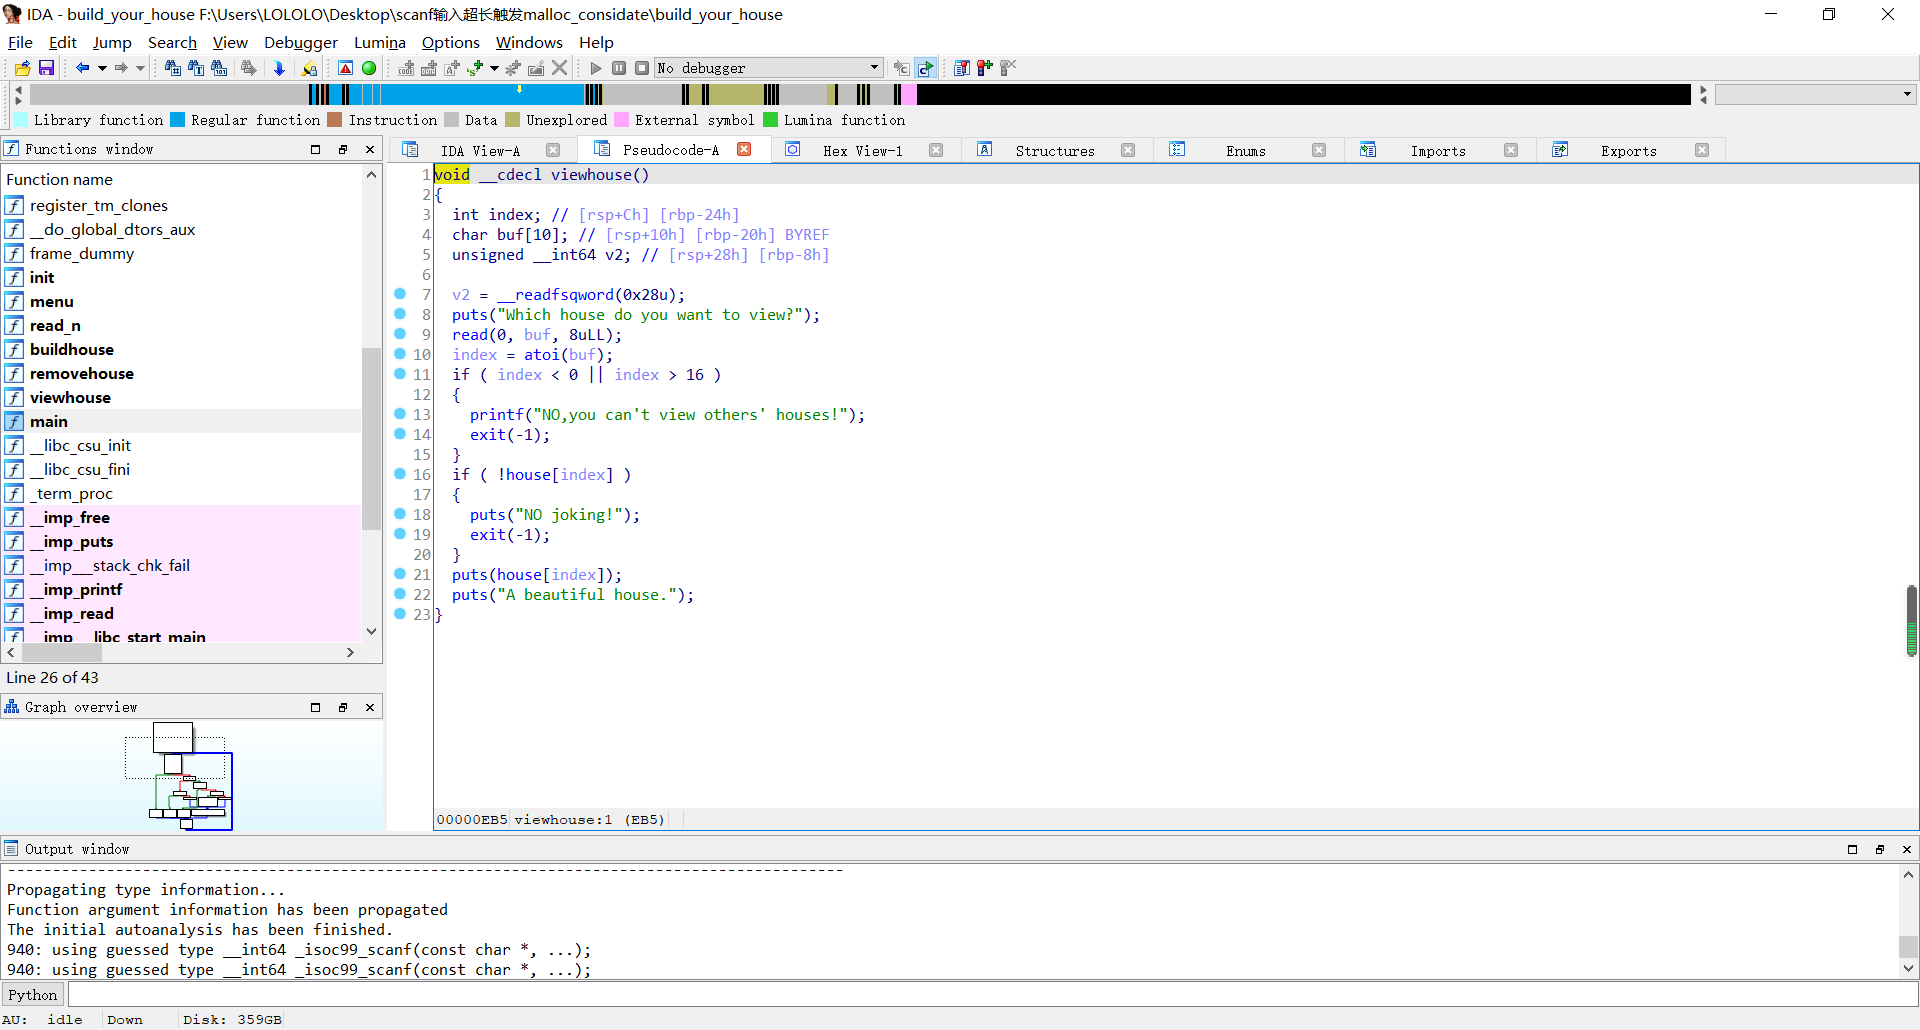 IDA - build_your_house F:\Users\LOLOLO\Desktop\scanf输入超长触发malloc_considate\build_your_house
File Edit Jump Search View Debugger Lumina Options Windows Help
No debugger
Library function Regular function Instruction Data Unexplored External symbol Lumina function
Functions window
Function name
register_tm_clones
__do_global_dtors_aux
frame_dummy
init
menu
read_n
buildhouse
removehouse
viewhouse
main
__libc_csu_init
__libc_csu_fini
_term_proc
__imp_free
__imp_puts
__imp___stack_chk_fail
__imp_printf
__imp_read
__imp___libc_start_main
Line 26 of 43
Graph overview
IDA View-A Pseudocode-A Hex View-1 Structures Enums Imports Exports
1 void __cdecl viewhouse()
2 {
3 int index; // [rsp+Ch] [rbp-24h]
4 char buf[10]; // [rsp+10h] [rbp-20h] BYREF
5 unsigned __int64 v2; // [rsp+28h] [rbp-8h]
6
7 v2 = __readfsqword(0x28u);
8 puts("Which house do you want to view?");
9 read(0, buf, 8uLL);
10 index = atoi(buf);
11 if ( index < 0 || index > 16 )
12 {
13 printf("NO,you can't view others' houses!");
14 exit(-1);
15 }
16 if ( !house[index] )
17 {
18 puts("NO joking!");
19 exit(-1);
20 }
21 puts(house[index]);
22 puts("A beautiful house.");
23 }
00000EB5 viewhouse:1 (EB5)
Output window
---------------------------------------------------------------------------------------------
Propagating type information...
Function argument information has been propagated
The initial autoanalysis has been finished.
940: using guessed type __int64 _isoc99_scanf(const char *, ...);
940: using guessed type __int64 _isoc99_scanf(const char *, ...);
Python
AU: idle Down Disk: 359GB